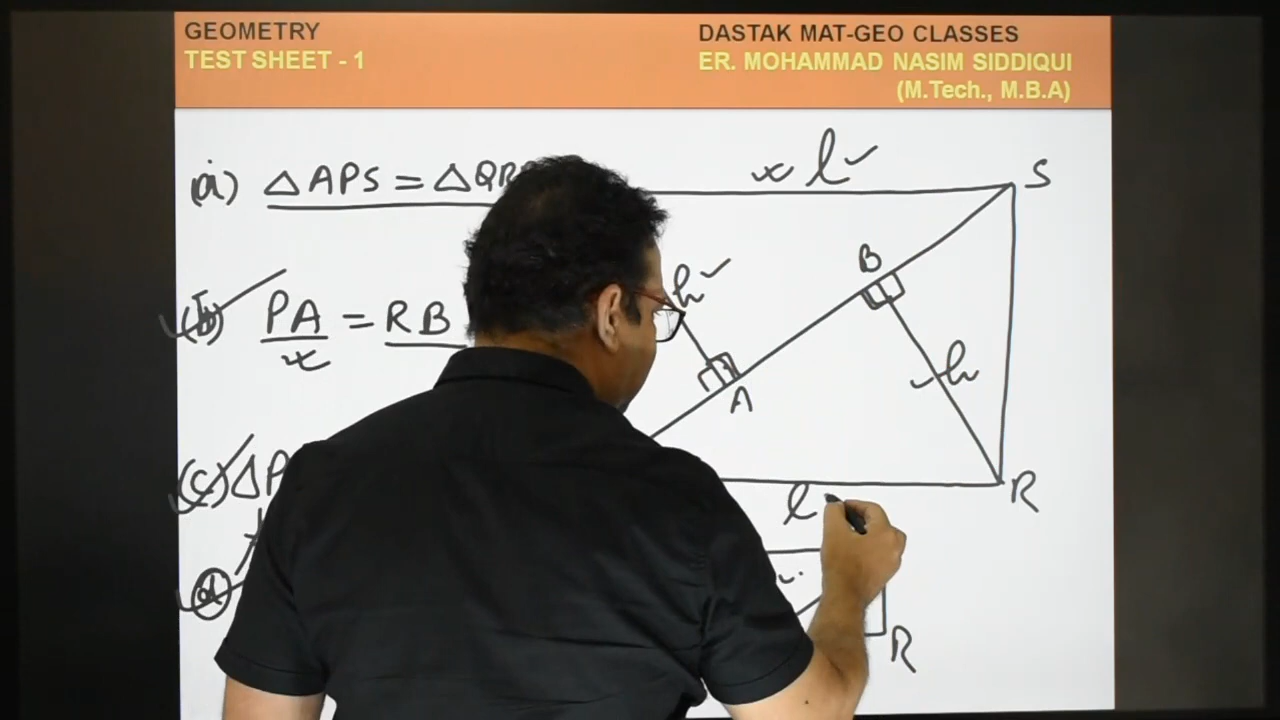 GEOMETRY
TEST SHEET - 1
DASTAK MAT-GEO CLASSES
ER. MOHAMMAD NASIM SIDDIQUI
(M.Tech., M.B.A)
(a) △APS = △QR
(b) PA = RB
x
(c) △P
(d)
x l
S
h
B
A
h
l
R
R